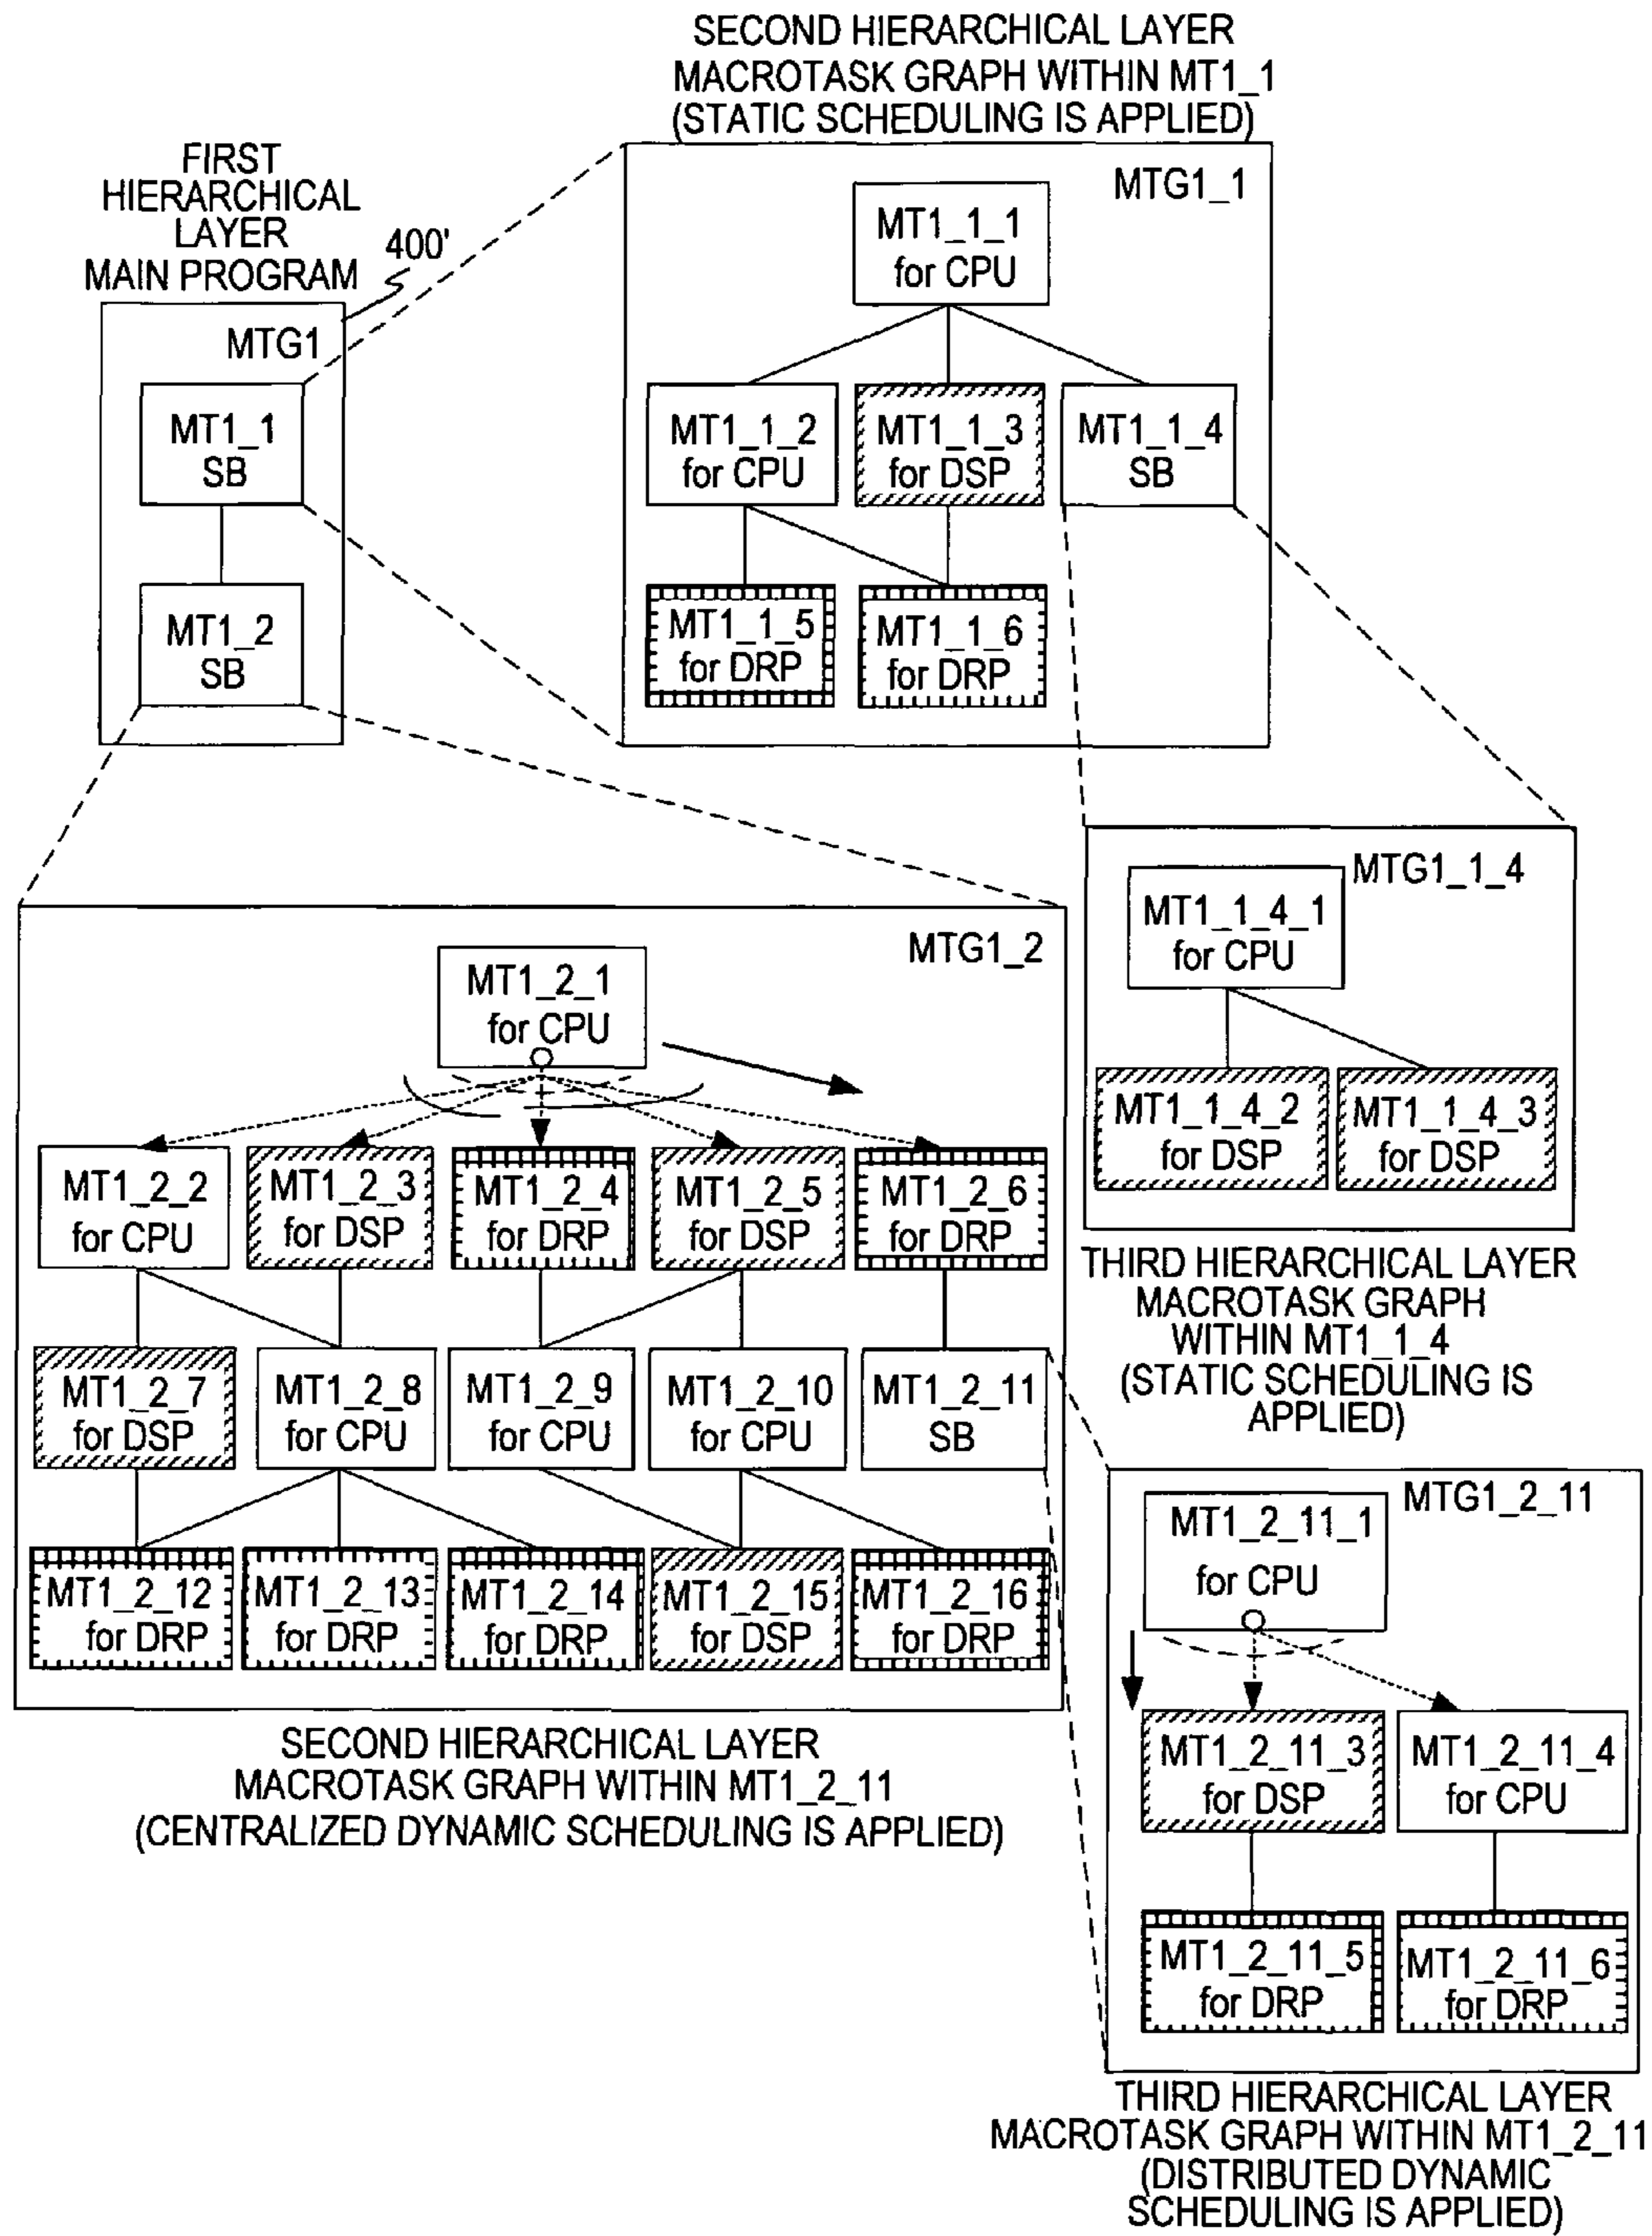 SECOND HIERARCHICAL LAYER
MACROTASK GRAPH WITHIN MT1_1
(STATIC SCHEDULING IS APPLIED)
FIRST
HIERARCHICAL
LAYER
MAIN PROGRAM
400'
MTG1
MT1_1
SB
MT1_2
SB
MTG1_1
MT1_1_1
for CPU
MT1_1_2
for CPU
MT1_1_3
for DSP
MT1_1_4
SB
MT1_1_5
for DRP
MT1_1_6
for DRP
MTG1_1_4
MT1_1_4_1
for CPU
MT1_1_4_2
for DSP
MT1_1_4_3
for DSP
THIRD HIERARCHICAL LAYER
MACROTASK GRAPH
WITHIN MT1_1_4
(STATIC SCHEDULING IS
APPLIED)
MTG1_2
MT1_2_1
for CPU
MT1_2_2
for CPU
MT1_2_3
for DSP
MT1_2_4
for DRP
MT1_2_5
for DSP
MT1_2_6
for DRP
MT1_2_7
for DSP
MT1_2_8
for CPU
MT1_2_9
for CPU
MT1_2_10
for CPU
MT1_2_11
SB
MT1_2_12
for DRP
MT1_2_13
for DRP
MT1_2_14
for DRP
MT1_2_15
for DSP
MT1_2_16
for DRP
SECOND HIERARCHICAL LAYER
MACROTASK GRAPH WITHIN MT1_2_11
(CENTRALIZED DYNAMIC SCHEDULING IS APPLIED)
MTG1_2_11
MT1_2_11_1
for CPU
MT1_2_11_3
for DSP
MT1_2_11_4
for CPU
MT1_2_11_5
for DRP
MT1_2_11_6
for DRP
THIRD HIERARCHICAL LAYER
MACROTASK GRAPH WITHIN MT1_2_11
(DISTRIBUTED DYNAMIC
SCHEDULING IS APPLIED)